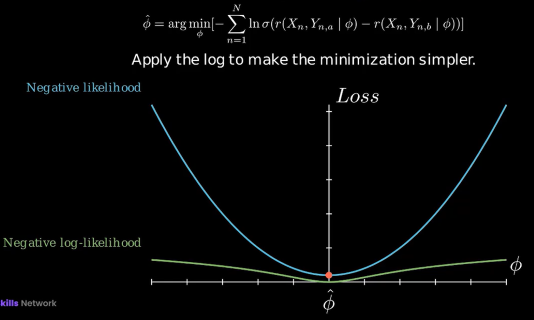 $\hat{\phi} = \arg\min_{\phi} [-\sum_{n=1}^{N} \ln \sigma(r(X_n, Y_{n,a} \mid \phi) - r(X_n, Y_{n,b} \mid \phi))]$
Apply the log to make the minimization simpler.
Negative likelihood
Loss
Negative log-likelihood
$\phi$
$\hat{\phi}$
kills Network